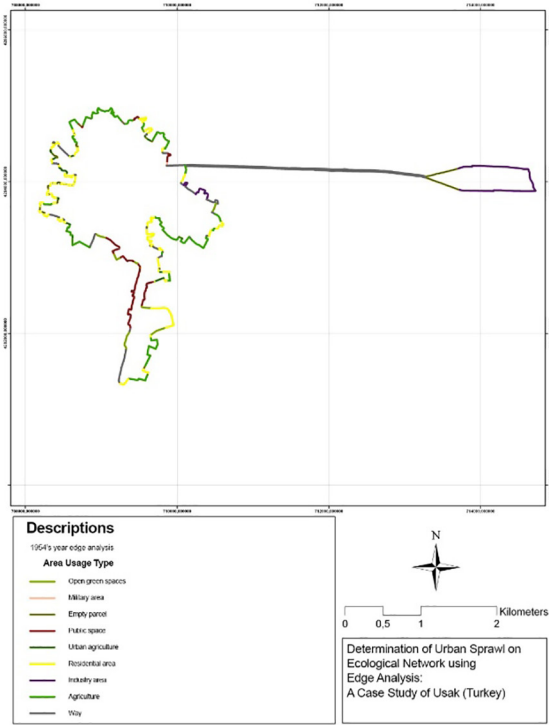 Descriptions
1954's year edge analysis
Area Usage Type
Open green spaces
Military area
Empty parcel
Public space
Urban agriculture
Residential area
Industry area
Agriculture
Way
N
Kilometers
0 0.5 1 2
Determination of Urban Sprawl on
Ecological Network using
Edge Analysis:
A Case Study of Usak (Turkey)